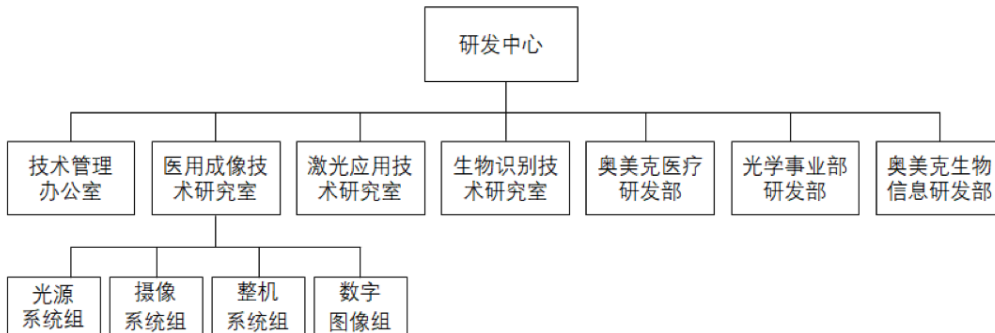 研发中心
技术管理
办公室
医用成像技
术研究室
激光应用技
术研究室
生物识别技
术研究室
奥美克医疗
研发部
光学事业部
研发部
奥美克生物
信息研发部
光源
系统组
摄像
系统组
整机
系统组
数字
图像组